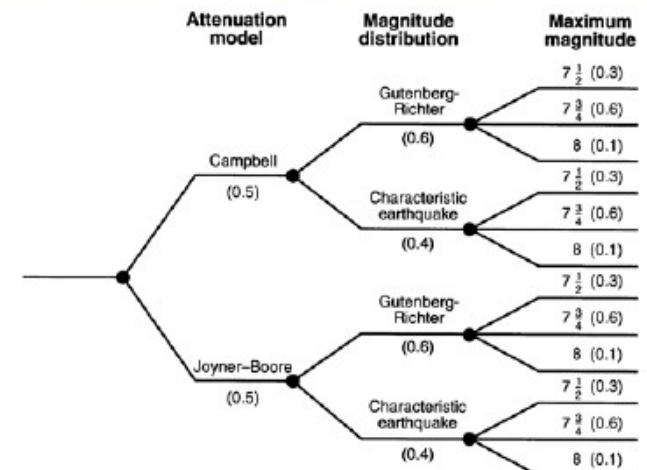 Attenuation model
Magnitude distribution
Maximum magnitude
Campbell
(0.5)
Gutenberg-
Richter
(0.6)
7 1/2 (0.3)
7 3/4 (0.6)
8 (0.1)
Characteristic
earthquake
(0.4)
7 1/2 (0.3)
7 3/4 (0.6)
8 (0.1)
Joyner–Boore
(0.5)
Gutenberg-
Richter
(0.6)
7 1/2 (0.3)
7 3/4 (0.6)
8 (0.1)
Characteristic
earthquake
(0.4)
7 1/2 (0.3)
7 3/4 (0.6)
8 (0.1)